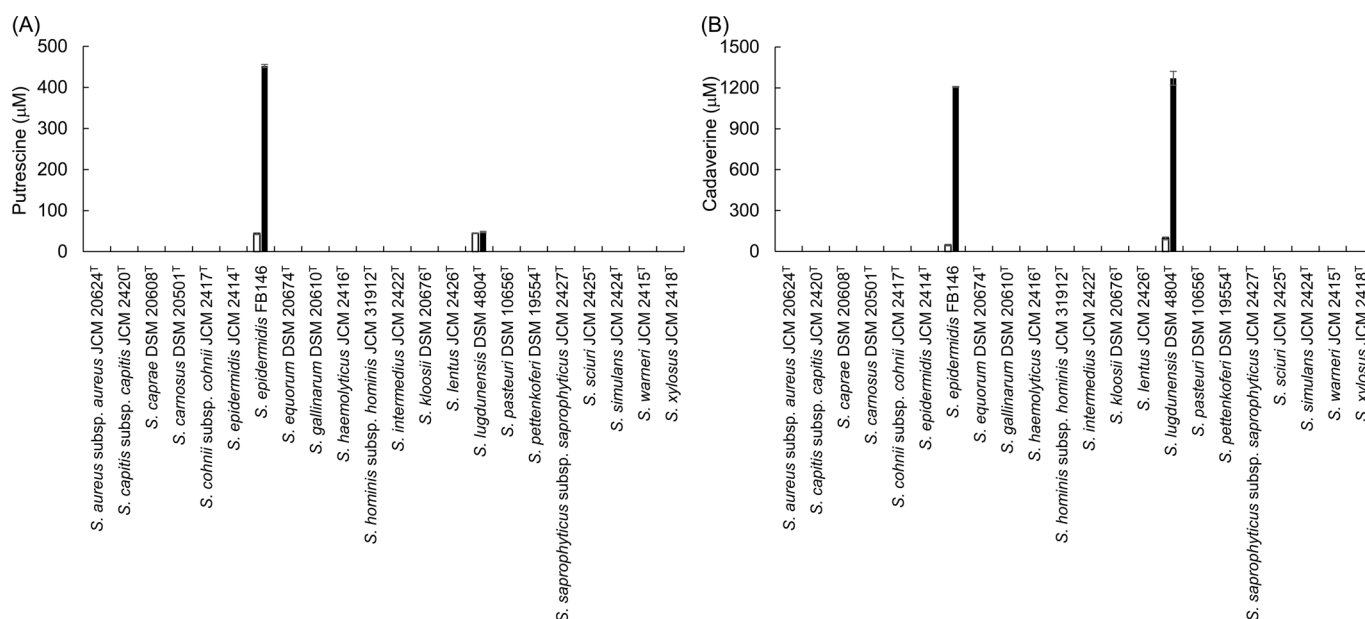 (A)
Putrescine (μM)
500
400
300
200
100
0
S. aureus subsp. aureus JCM 20624ᵀ
S. capitis subsp. capitis JCM 2420ᵀ
S. caprae DSM 20608ᵀ
S. carnosus DSM 20501ᵀ
S. cohnii subsp. cohnii JCM 2417ᵀ
S. epidermidis JCM 2414ᵀ
S. epidermidis FB146
S. equorum DSM 20674ᵀ
S. gallinarum DSM 20610ᵀ
S. haemolyticus JCM 2416ᵀ
S. hominis subsp. hominis JCM 31912ᵀ
S. intermedius JCM 2422ᵀ
S. kloosii DSM 20676ᵀ
S. lentus JCM 2426ᵀ
S. lugdunensis DSM 4804ᵀ
S. pasteuri DSM 10656ᵀ
S. pettenkoferi DSM 19554ᵀ
S. saprophyticus subsp. saprophyticus JCM 2427ᵀ
S. sciuri JCM 2425ᵀ
S. simulans JCM 2424ᵀ
S. warneri JCM 2415ᵀ
S. xylosus JCM 2418ᵀ
(B)
Cadaverine (μM)
1500
1200
900
600
300
0
S. aureus subsp. aureus JCM 20624ᵀ
S. capitis subsp. capitis JCM 2420ᵀ
S. caprae DSM 20608ᵀ
S. carnosus DSM 20501ᵀ
S. cohnii subsp. cohnii JCM 2417ᵀ
S. epidermidis JCM 2414ᵀ
S. epidermidis FB146
S. equorum DSM 20674ᵀ
S. gallinarum DSM 20610ᵀ
S. haemolyticus JCM 2416ᵀ
S. hominis subsp. hominis JCM 31912ᵀ
S. intermedius JCM 2422ᵀ
S. kloosii DSM 20676ᵀ
S. lentus JCM 2426ᵀ
S. lugdunensis DSM 4804ᵀ
S. pasteuri DSM 10656ᵀ
S. pettenkoferi DSM 19554ᵀ
S. saprophyticus subsp. saprophyticus JCM 2427ᵀ
S. sciuri JCM 2425ᵀ
S. simulans JCM 2424ᵀ
S. warneri JCM 2415ᵀ
S. xylosus JCM 2418ᵀ